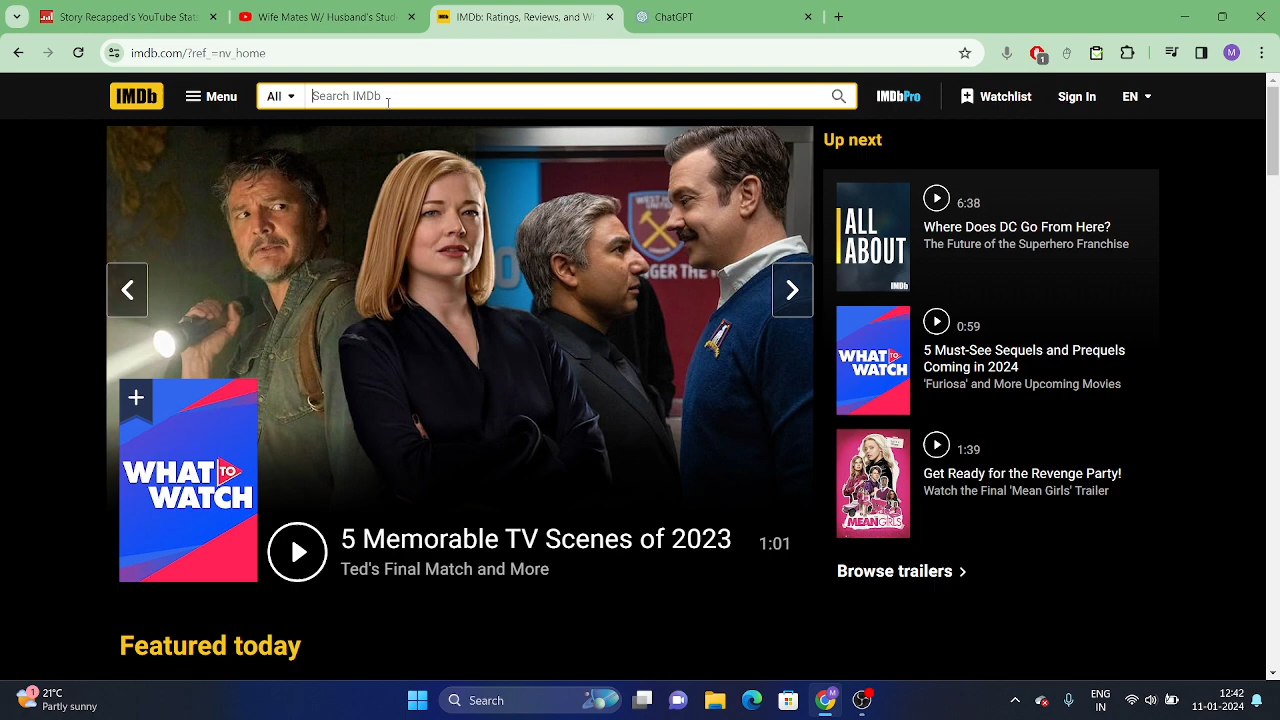 Story Recapped's YouTube Stati
Wife Mates W/ Husband's Stud
IMDb: Ratings, Reviews, and Wh
ChatGPT
imdb.com/?ref_=nv_home
1
M
IMDb
Menu
All
Search IMDb
IMDbPro
Watchlist
Sign In
EN
Up next
ALL
ABOUT
IMDb
6:38
Where Does DC Go From Here?
The Future of the Superhero Franchise
WHAT TO
WATCH
0:59
5 Must-See Sequels and Prequels
Coming in 2024
'Furiosa' and More Upcoming Movies
MEAN GIRLS
1:39
Get Ready for the Revenge Party!
Watch the Final 'Mean Girls' Trailer
Browse trailers
WHAT TO
WATCH
5 Memorable TV Scenes of 2023
1:01
Ted's Final Match and More
Featured today
1
21°C
Partly sunny
Search
M
ENG
IN
12:42
11-01-2024